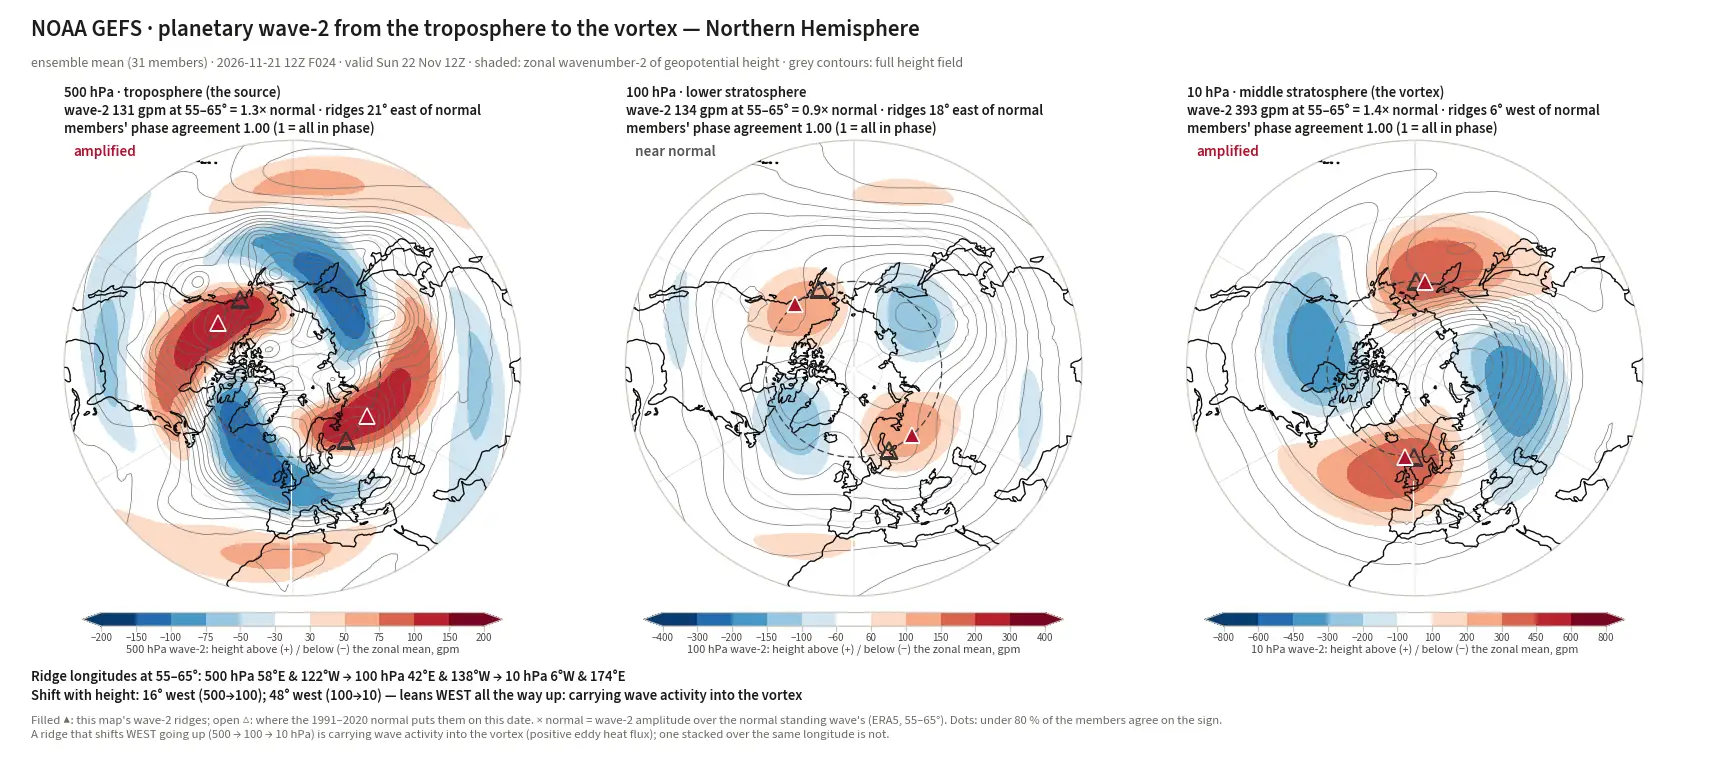 NOAA GEFS · planetary wave-2 from the troposphere to the vortex — Northern Hemisphere
ensemble mean (31 members) · 2026-11-21 12Z F024 · valid Sun 22 Nov 12Z · shaded: zonal wavenumber-2 of geopotential height · grey contours: full height field
500 hPa · troposphere (the source)
wave-2 131 gpm at 55–65° = 1.3× normal · ridges 21° east of normal
members' phase agreement 1.00 (1 = all in phase)
amplified
100 hPa · lower stratosphere
wave-2 134 gpm at 55–65° = 0.9× normal · ridges 18° east of normal
members' phase agreement 1.00 (1 = all in phase)
near normal
10 hPa · middle stratosphere (the vortex)
wave-2 393 gpm at 55–65° = 1.4× normal · ridges 6° west of normal
members' phase agreement 1.00 (1 = all in phase)
amplified
−200 −150 −100 −75 −50 −30 30 50 75 100 150 200
500 hPa wave-2: height above (+) / below (−) the zonal mean, gpm
−400 −300 −200 −150 −100 −60 60 100 150 200 300 400
100 hPa wave-2: height above (+) / below (−) the zonal mean, gpm
−800 −600 −450 −300 −200 −100 100 200 300 450 600 800
10 hPa wave-2: height above (+) / below (−) the zonal mean, gpm
Ridge longitudes at 55–65°: 500 hPa 58°E & 122°W → 100 hPa 42°E & 138°W → 10 hPa 6°W & 174°E
Shift with height: 16° west (500→100); 48° west (100→10) — leans WEST all the way up: carrying wave activity into the vortex
Filled ▲: this map's wave-2 ridges; open △: where the 1991–2020 normal puts them on this date. × normal = wave-2 amplitude over the normal standing wave's (ERA5, 55–65°). Dots: under 80 % of the members agree on the sign.
A ridge that shifts WEST going up (500 → 100 → 10 hPa) is carrying wave activity into the vortex (positive eddy heat flux); one stacked over the same longitude is not.